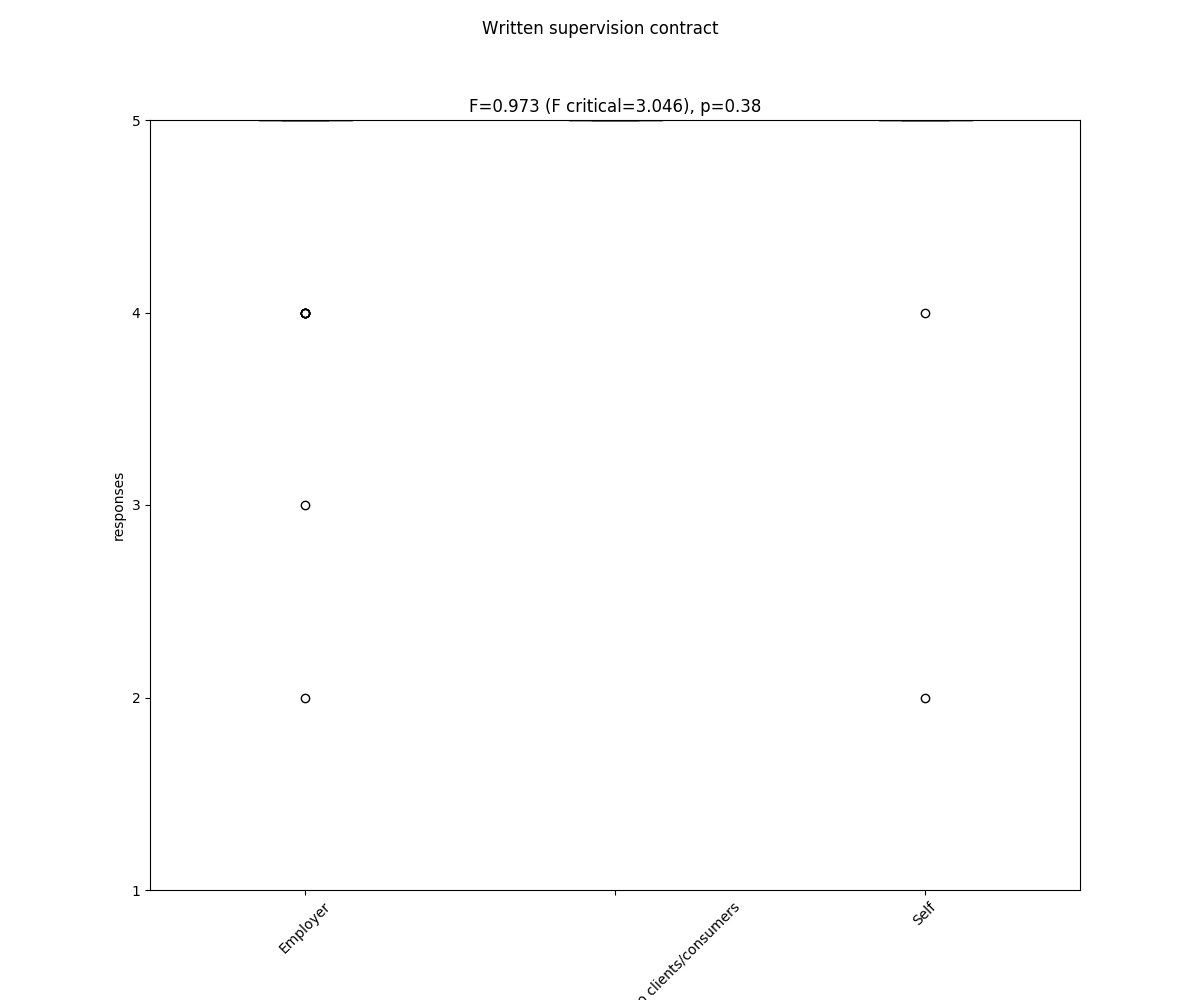 Written supervision contract
F=0.973 (F critical=3.046), p=0.38
5
4
3
2
1
responses
Employer
clients/consumers
Self